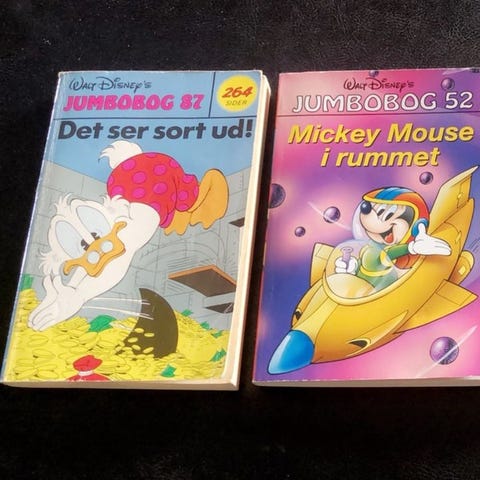 Walt Disney's
JUMBOBOG 87
264
SIDER
Det ser sort ud!
Walt Disney's
JUMBOBOG 52
Mickey Mouse
i rummet